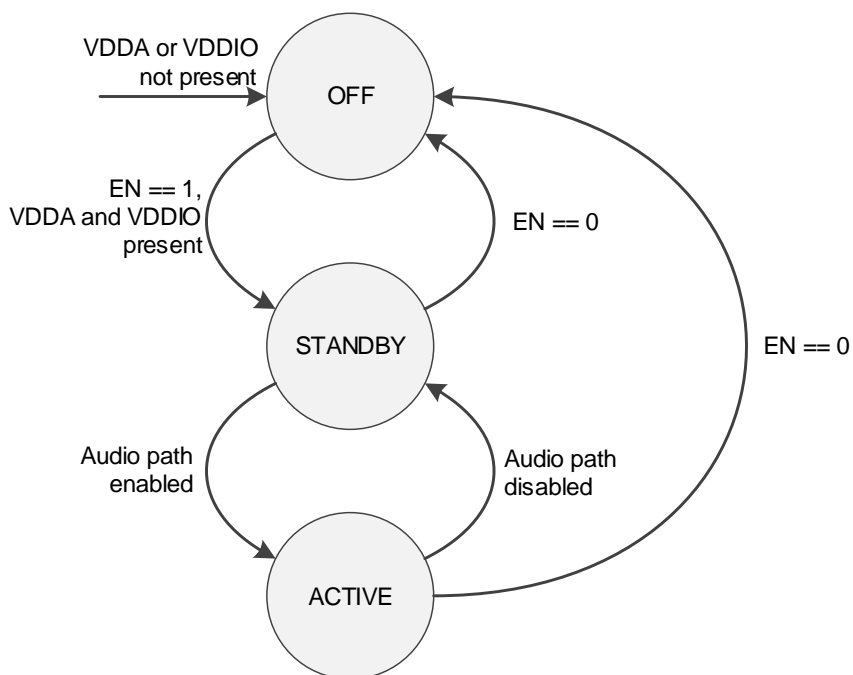 VDDA or VDDIO
not present
OFF
EN == 1,
VDDA and VDDIO
present
EN == 0
STANDBY
EN == 0
Audio path
enabled
Audio path
disabled
ACTIVE